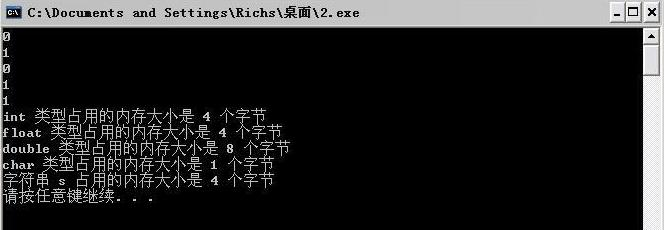 C:\Documents and Settings\Richs\桌面\2.exe
0
1
0
1
1
int 类型占用的内存大小是 4 个字节
float 类型占用的内存大小是 4 个字节
double 类型占用的内存大小是 8 个字节
char 类型占用的内存大小是 1 个字节
字符串 s 占用的内存大小是 4 个字节
请按任意键继续. . .